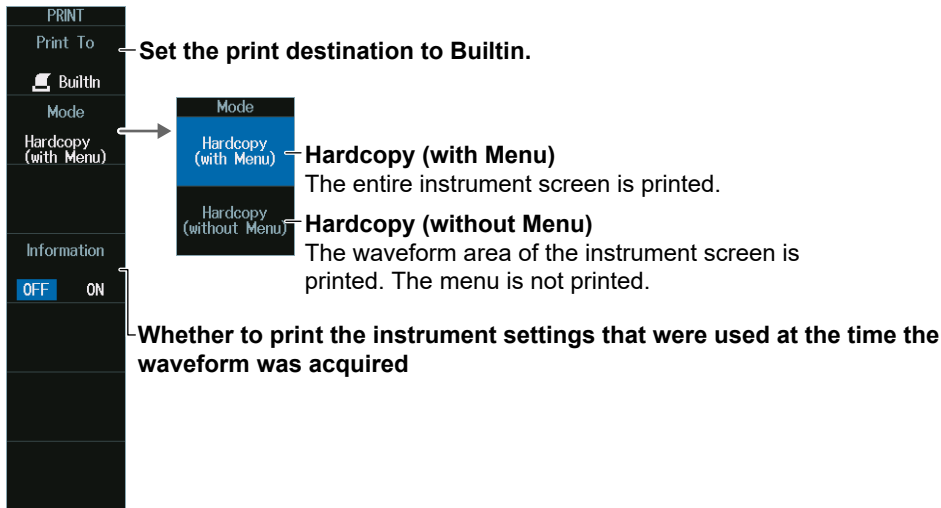 PRINT
Print To
Set the print destination to Builtin.
BuiltIn
Mode
Hardcopy
(with Menu)
Mode
Hardcopy
(with Menu)
Hardcopy (with Menu)
The entire instrument screen is printed.
Hardcopy
(without Menu)
Hardcopy (without Menu)
The waveform area of the instrument screen is
printed. The menu is not printed.
Information
OFF ON
Whether to print the instrument settings that were used at the time the
waveform was acquired